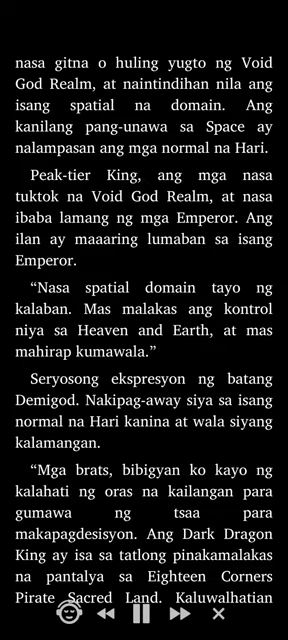 nasa gitna o huling yugto ng Void
God Realm, at naintindihan nila ang
isang spatial na domain. Ang
kanilang pang-unawa sa Space ay
nalampasan ang mga normal na Hari.
Peak-tier King, ang mga nasa
tuktok na Void God Realm, at nasa
ibaba lamang ng mga Emperor. Ang
ilan ay maaaring lumaban sa isang
Emperor.
“Nasa spatial domain tayo ng
kalaban. Mas malakas ang kontrol
niya sa Heaven and Earth, at mas
mahirap kumawala.”
Seryosong ekspresyon ng batang
Demigod. Nakipag-away siya sa isang
normal na Hari kanina at wala siyang
kalamangan.
“Mga brats, bibigyan ko kayo ng
kalahati ng oras na kailangan para
gumawa ng tsaa para
makapagdesisyon. Ang Dark Dragon
King ay isa sa tatlong pinakamalakas
na pantalya sa Eighteen Corners
Pirate Sacred Land. Kaluwalhatian